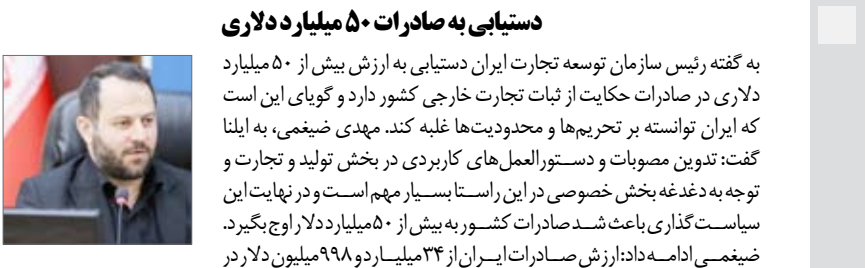 دستیابی به صادرات ۵۰ میلیارد دلاری
به گفته رئیس سازمان توسعه تجارت ایران دستیابی به ارزش بیش از ۵۰ میلیارد
دلاری در صادرات حکایت از ثبات تجارت خارجی کشور دارد و گویای این است
که ایران توانسته بر تحریم‌ها و محدودیت‌ها غلبه کند. مهدی ضیغمی، به ایلنا
گفت: تدوین مصوبات و دستورالعمل‌های کاربردی در بخش تولید و تجارت و
توجه به دغدغه بخش خصوصی در این راستا بسیار مهم است و در نهایت این
سیاست‌گذاری باعث شد صادرات کشور به بیش از ۵۰ میلیارد دلار اوج بگیرد.
ضیغمی ادامه داد: ارزش صادرات ایران از ۳۴ میلیارد و ۹۹۸ میلیون دلار در